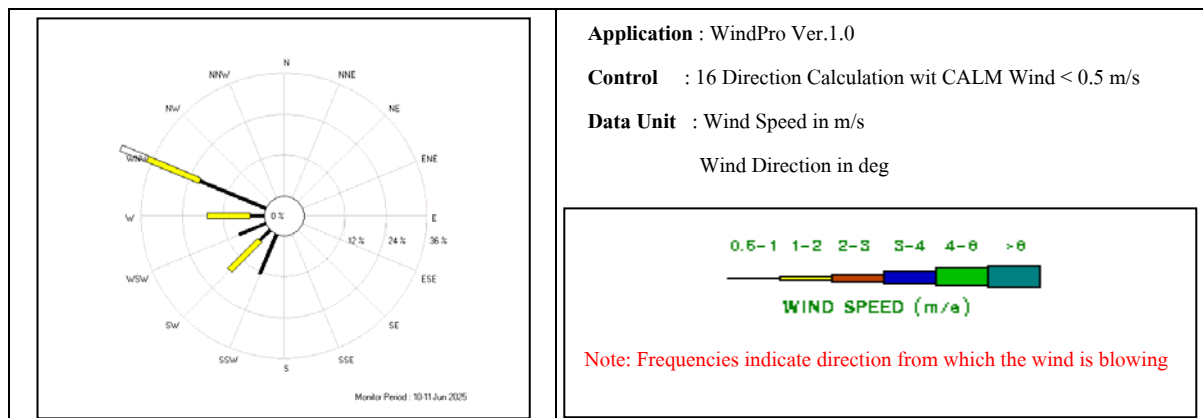 N
NNW
NNE
NW
NE
ENE
W
0 %
E
12 %
24 %
36 %
WSW
ESE
SW
SE
SSW
SSE
S
Monitor Period : 10-11 Jun 2025
Application : WindPro Ver.1.0
Control : 16 Direction Calculation wit CALM Wind < 0.5 m/s
Data Unit : Wind Speed in m/s
Wind Direction in deg
0.5-1 1-2 2-3 3-4 4-6 >6
WIND SPEED (m/s)
Note: Frequencies indicate direction from which the wind is blowing